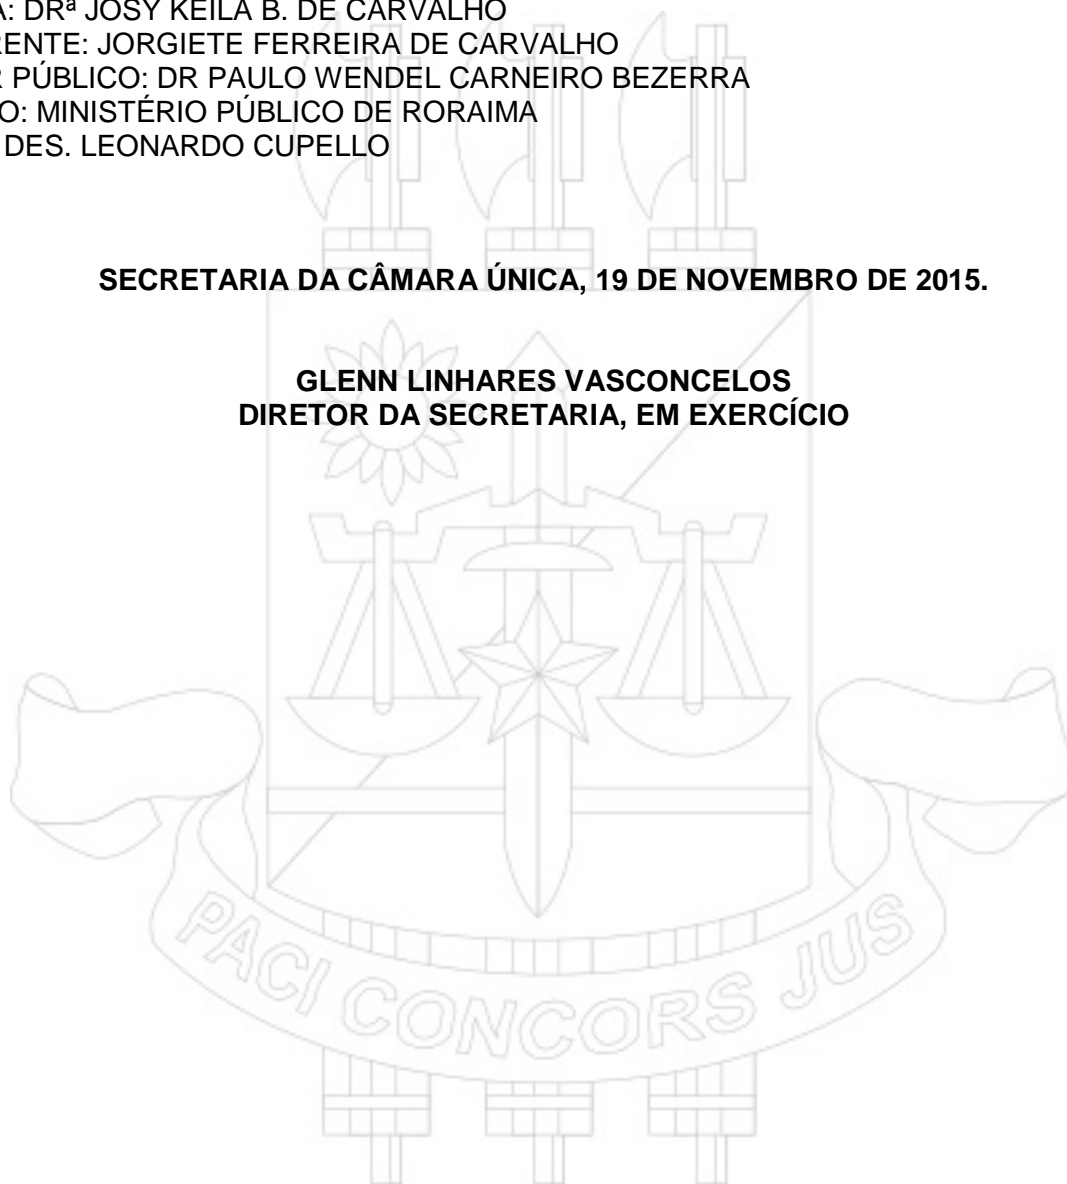 A: DRª JOSY KEILA B. DE CARVALHO
RENTE: JORGIETE FERREIRA DE CARVALHO
R PÚBLICO: DR PAULO WENDEL CARNEIRO BEZERRA
O: MINISTÉRIO PÚBLICO DE RORAIMA
DES. LEONARDO CUPELLO
SECRETARIA DA CÂMARA ÚNICA, 19 DE NOVEMBRO DE 2015.
GLENN LINHARES VASCONCELOS
DIRETOR DA SECRETARIA, EM EXERCÍCIO
PACI CONCORS JUS